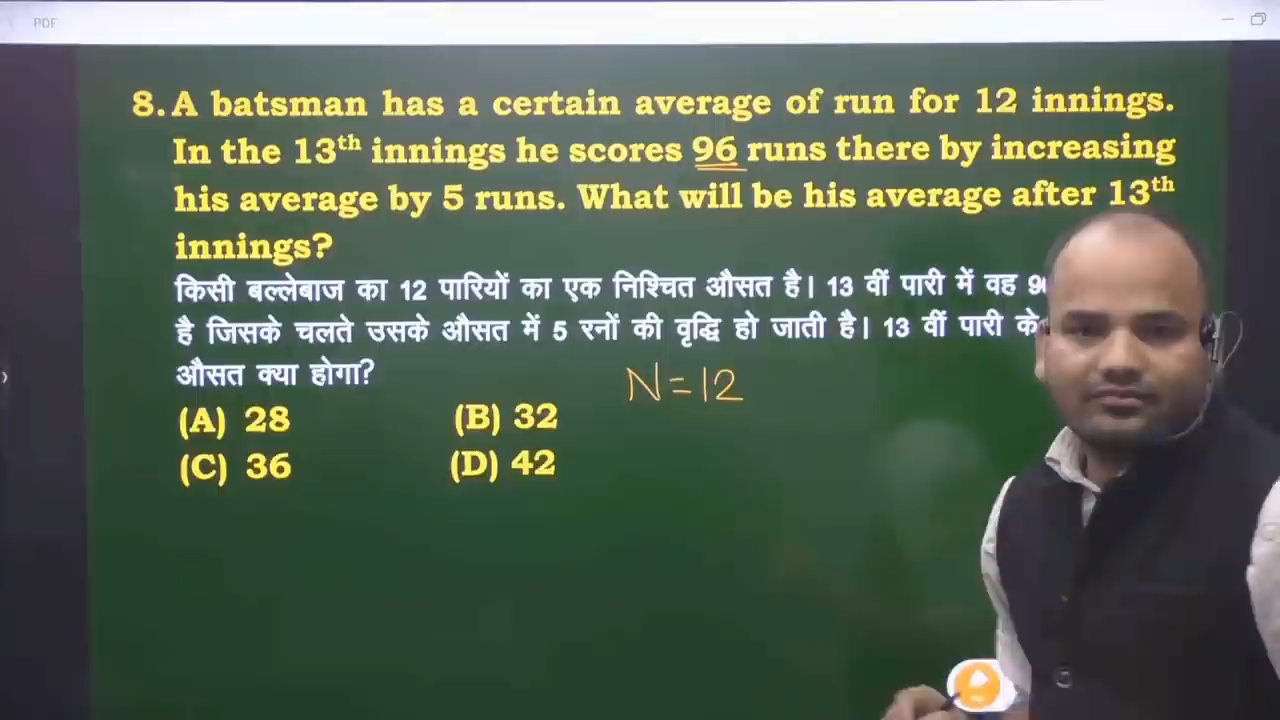 PDF
8. A batsman has a certain average of run for 12 innings.
In the 13th innings he scores 96 runs there by increasing
his average by 5 runs. What will be his average after 13th
innings?
किसी बल्लेबाज का 12 पारियों का एक निश्चित औसत है। 13 वीं पारी में वह
है जिसके चलते उसके औसत में 5 रनों की वृद्धि हो जाती है। 13 वीं पारी के
औसत क्या होगा?
N=12
(A) 28 (B) 32
(C) 36 (D) 42